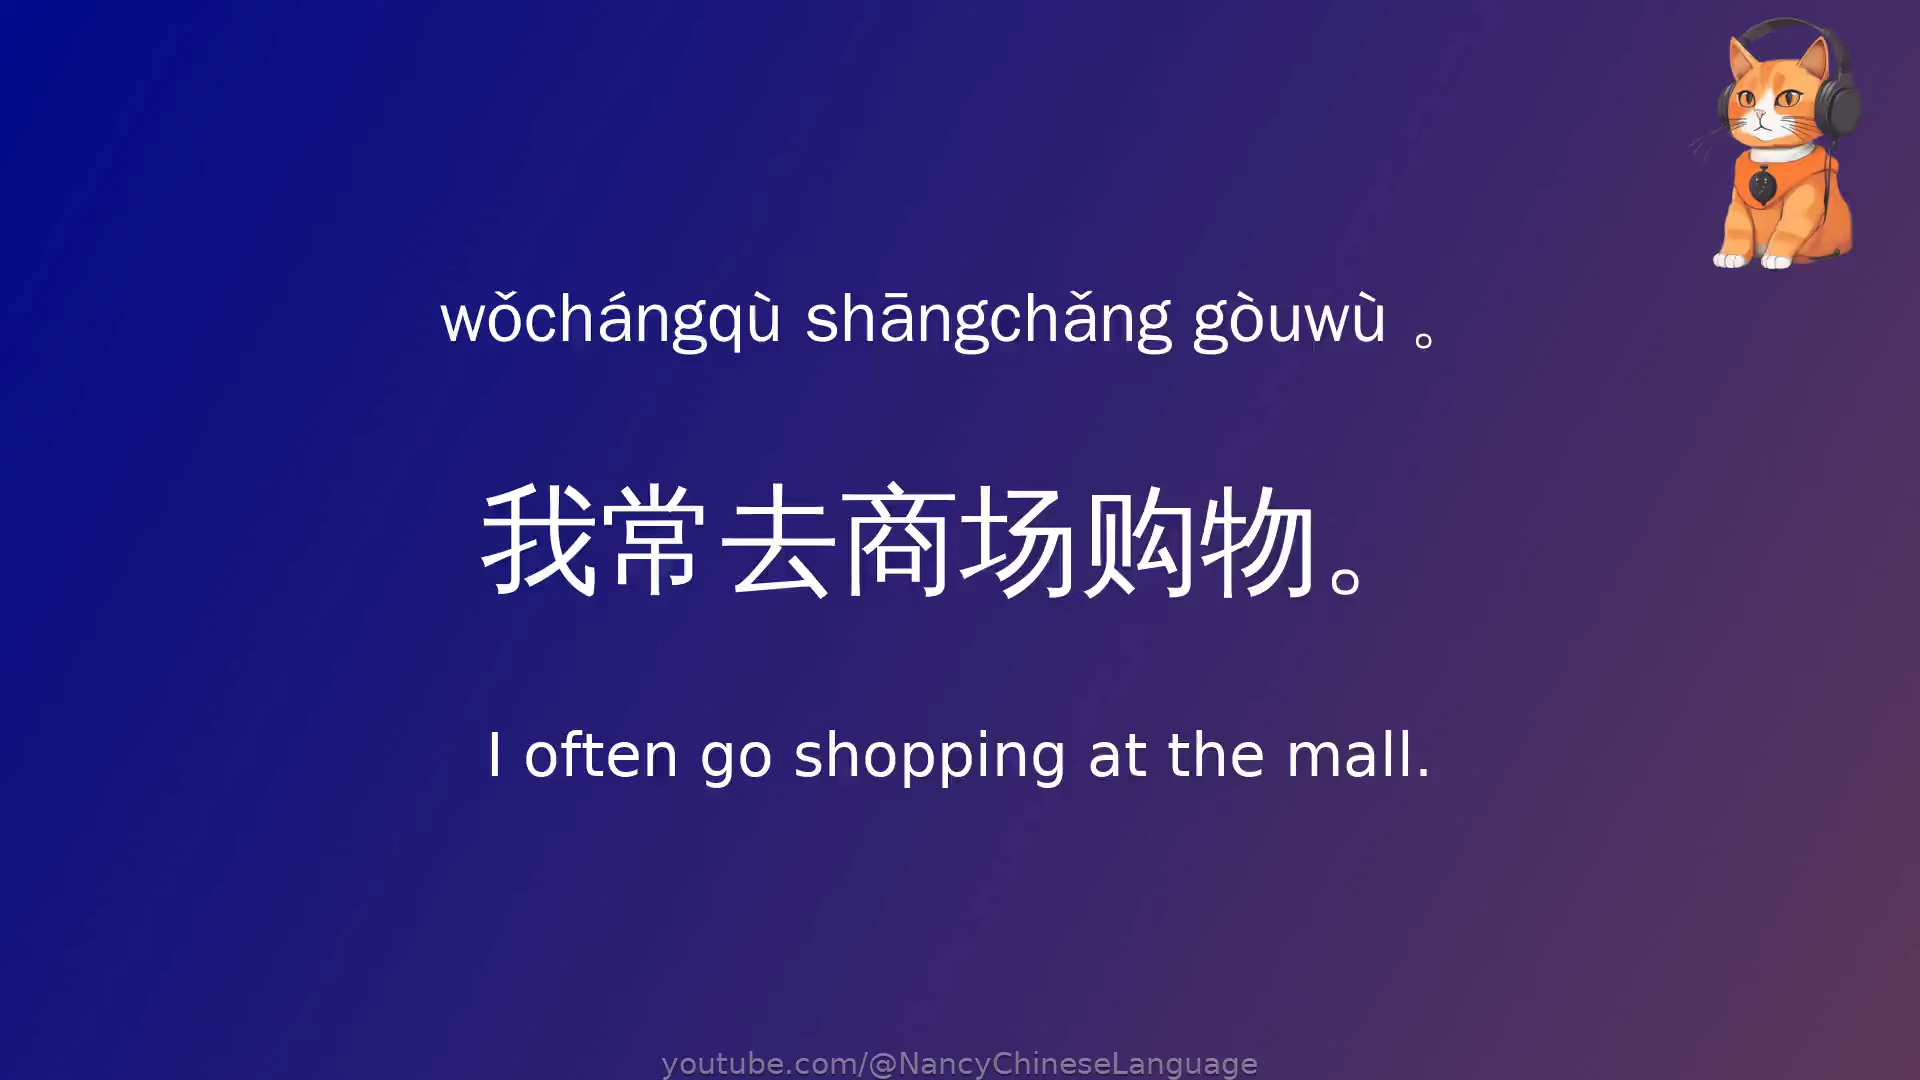 wǒchángqù shāngchǎng gòuwù 。
我常去商场购物。
I often go shopping at the mall.
youtube.com/@NancyChineseLanguage